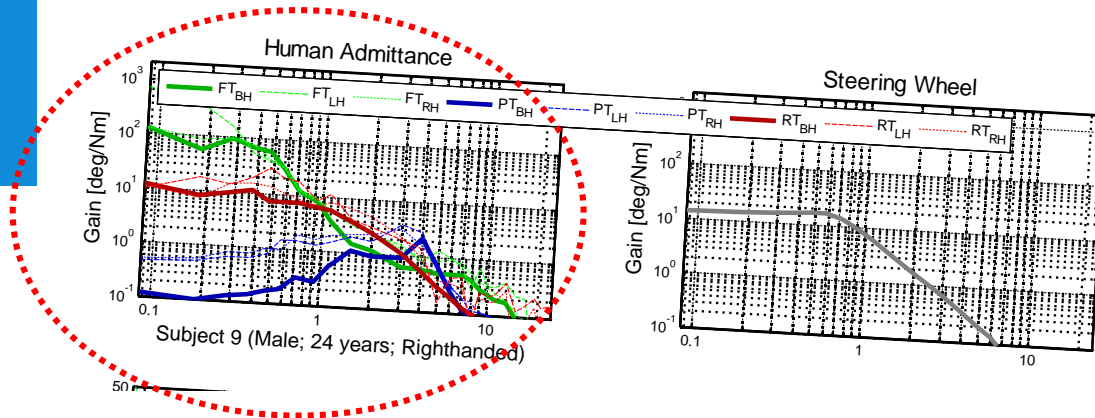 Human Admittance
Steering Wheel
FT_BH FT_LH FT_RH PT_BH PT_LH PT_RH RT_BH RT_LH RT_RH
Gain [deg/Nm]
10^3
10^2
10^1
10^0
10^-1
0.1 1 10
Subject 9 (Male; 24 years; Righthanded)
Gain [deg/Nm]
10^2
10^1
10^0
10^-1
0.1 1 10
50